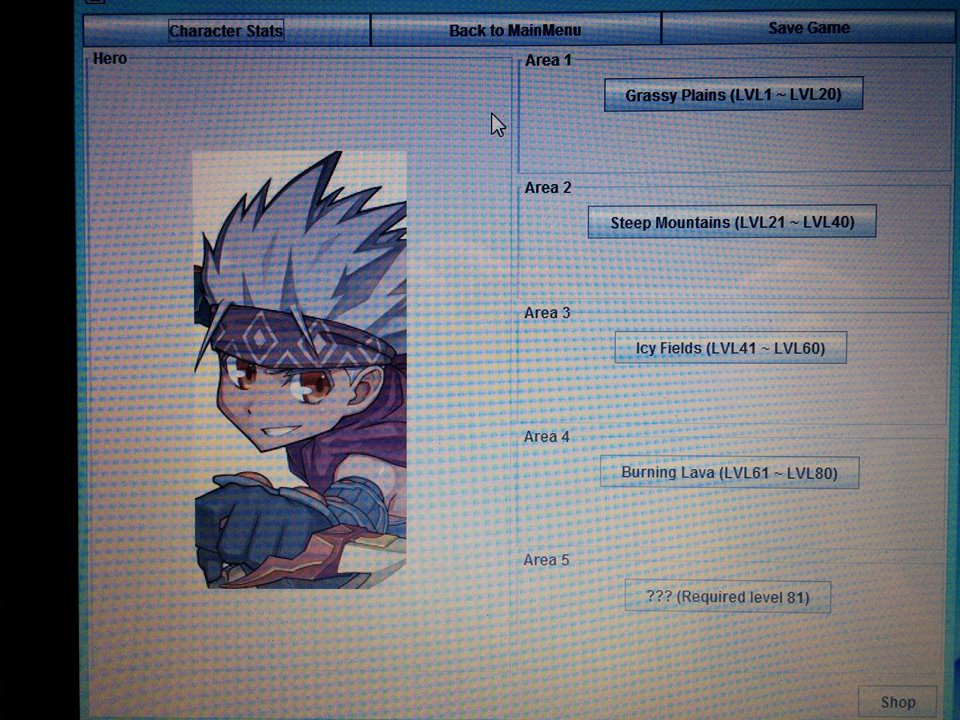 Character Stats
Back to MainMenu
Save Game
Hero
Area 1
Grassy Plains (LVL1 ~ LVL20)
Area 2
Steep Mountains (LVL21 ~ LVL40)
Area 3
Icy Fields (LVL41 ~ LVL60)
Area 4
Burning Lava (LVL61 ~ LVL80)
Area 5
??? (Required level 81)
Shop